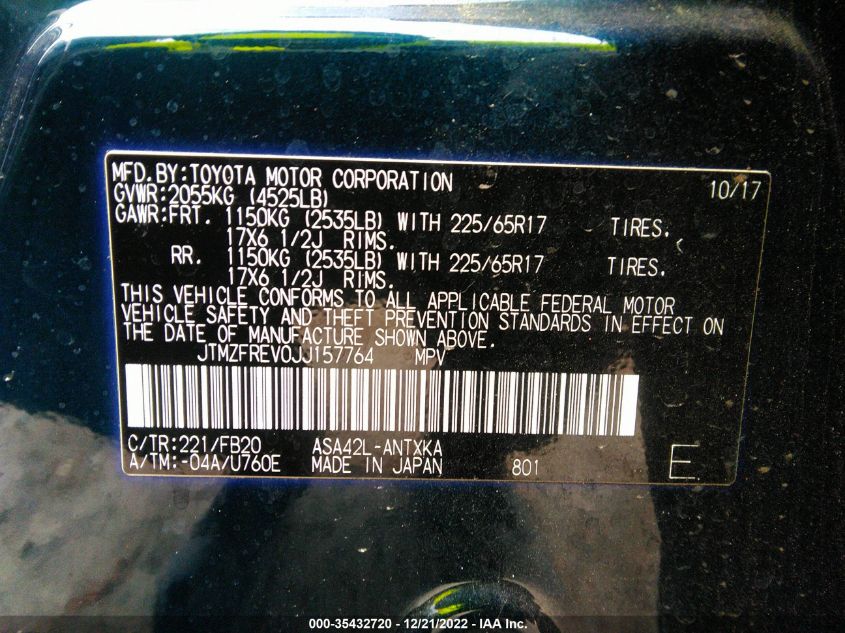 MFD.BY:TOYOTA MOTOR CORPORATION 10/17
GVWR:2055KG (4525LB)
GAWR:FRT. 1150KG (2535LB) WITH 225/65R17 TIRES.
17X6 1/2J RIMS.
RR. 1150KG (2535LB) WITH 225/65R17 TIRES.
17X6 1/2J RIMS.
THIS VEHICLE CONFORMS TO ALL APPLICABLE FEDERAL MOTOR
VEHICLE SAFETY AND THEFT PREVENTION STANDARDS IN EFFECT ON
THE DATE OF MANUFACTURE SHOWN ABOVE.
JTMZFREV0JJ157764 MPV
C/TR:221/FB20 ASA42L-ANTXKA
A/TM:-04A/U760E MADE IN JAPAN 801 E
000-35432720 - 12/21/2022 - IAA Inc.